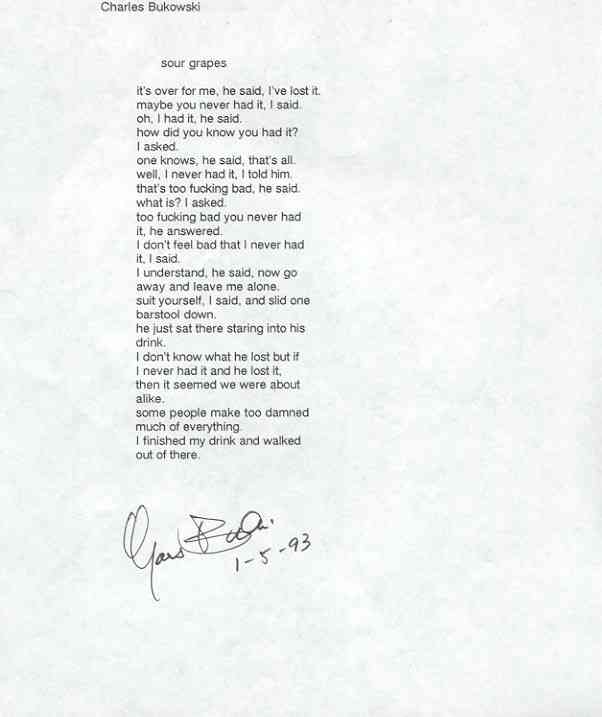 Charles Bukowski
sour grapes
it's over for me, he said, I've lost it.
maybe you never had it, I said.
oh, I had it, he said.
how did you know you had it?
I asked.
one knows, he said, that's all.
well, I never had it, I told him.
that's too fucking bad, he said.
what is? I asked.
too fucking bad you never had
it, he answered.
I don't feel bad that I never had
it, I said.
I understand, he said, now go
away and leave me alone.
suit yourself, I said, and slid one
barstool down.
he just sat there staring into his
drink.
I don't know what he lost but if
I never had it and he lost it,
then it seemed we were about
alike.
some people make too damned
much of everything.
I finished my drink and walked
out of there.
1-5-93